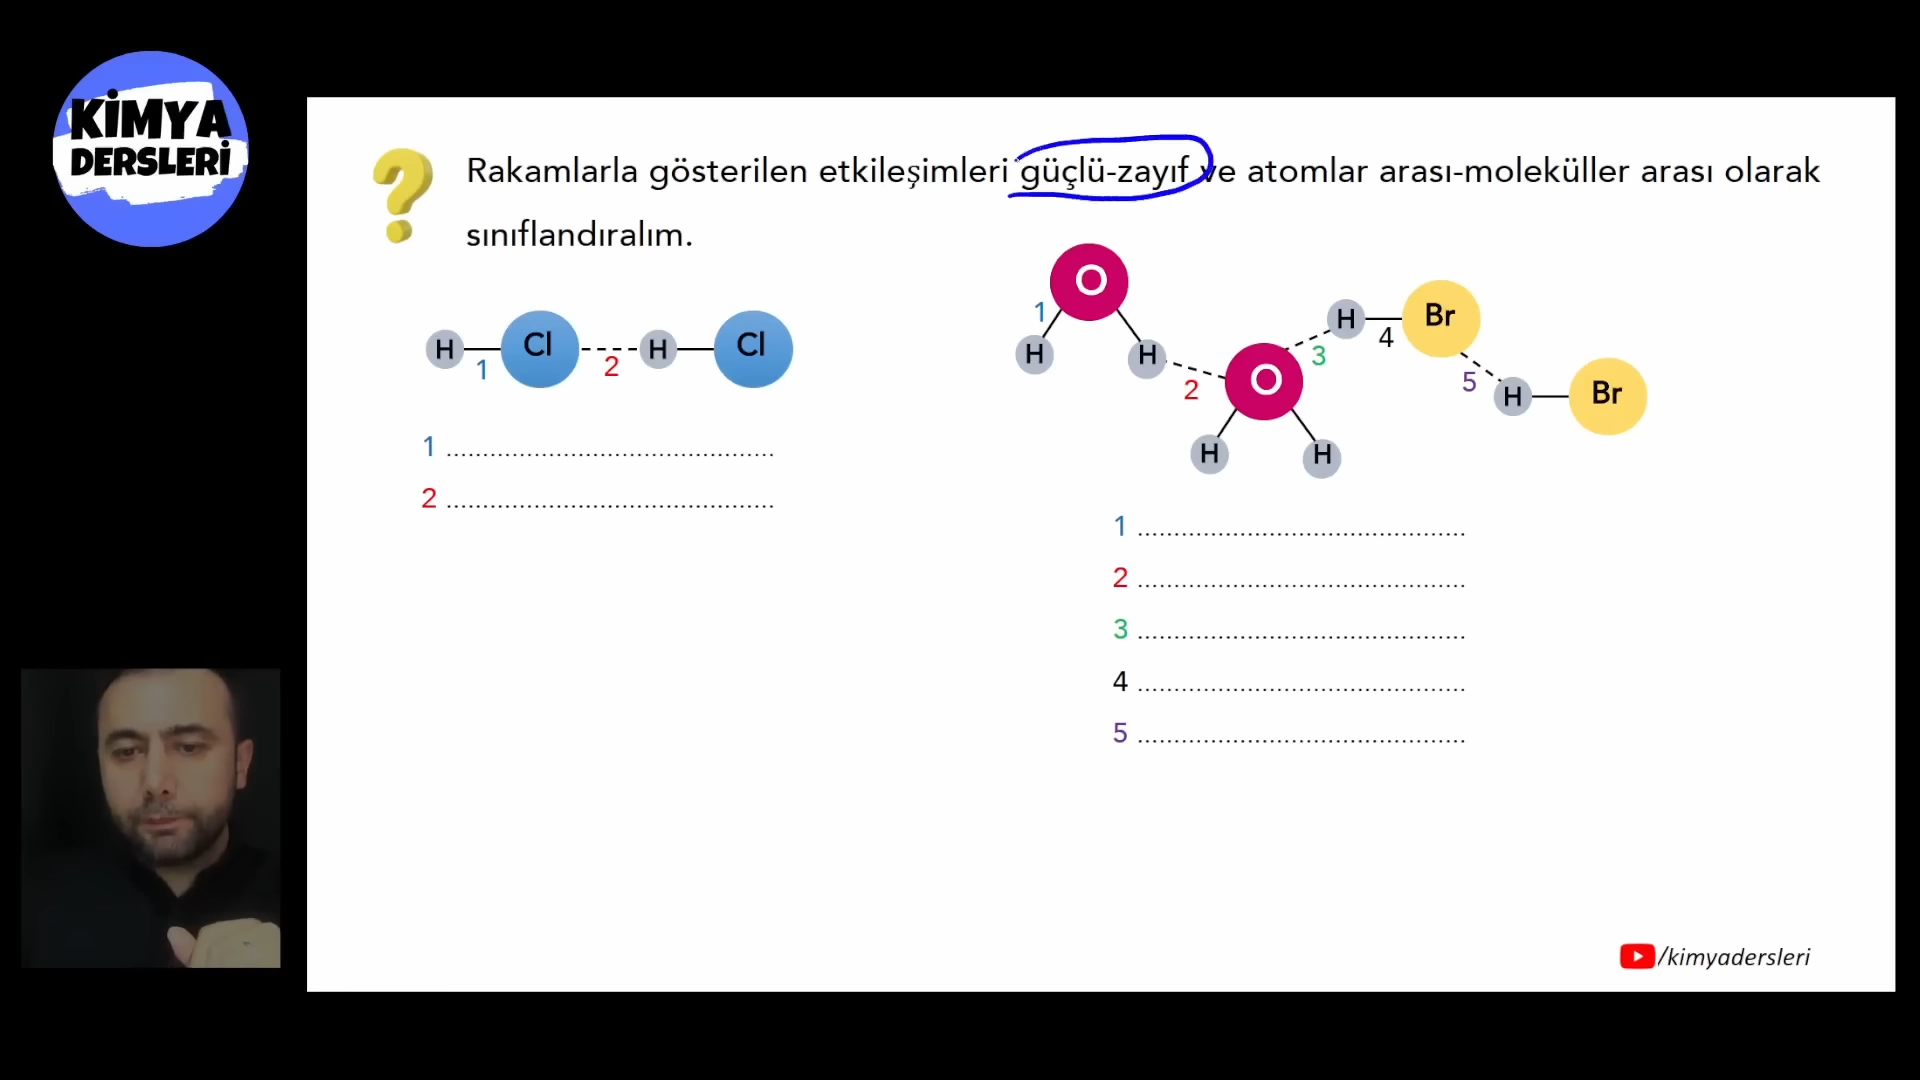 KİMYA
DERSLERİ
Rakamlarla gösterilen etkileşimleri güçlü-zayıf ve atomlar arası-moleküller arası olarak
sınıflandıralım.
H 1 Cl 2 H Cl
1 ............................................
2 ............................................
O
1
H H
2
O
3
H 4 Br
5
H Br
H H
1 ............................................
2 ............................................
3 ............................................
4 ............................................
5 ............................................
/kimyadersleri